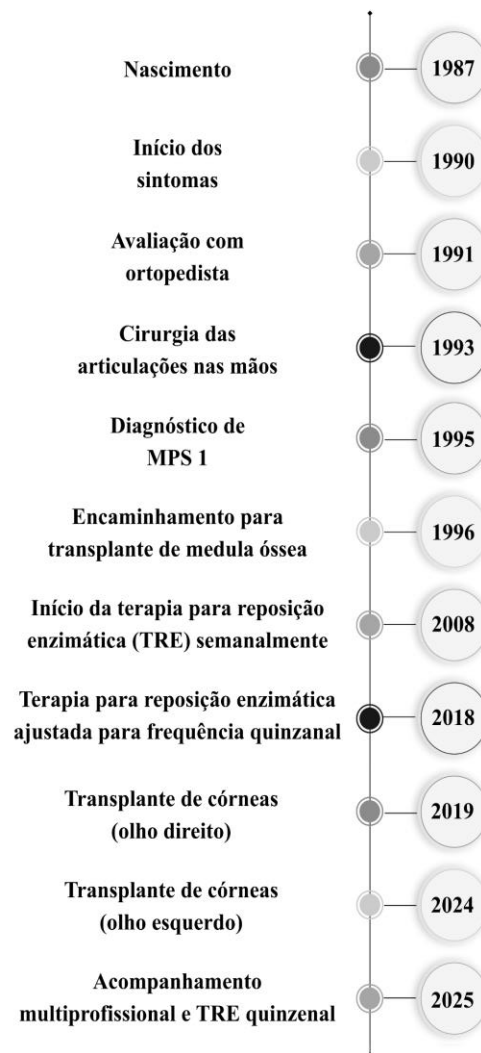 Nascimento
1987
Início dos
sintomas
1990
Avaliação com
ortopedista
1991
Cirurgia das
articulações nas mãos
1993
Diagnóstico de
MPS 1
1995
Encaminhamento para
transplante de medula óssea
1996
Início da terapia para reposição
enzimática (TRE) semanalmente
2008
Terapia para reposição enzimática
ajustada para frequência quinzanal
2018
Transplante de córneas
(olho direito)
2019
Transplante de córneas
(olho esquerdo)
2024
Acompanhamento
multiprofissional e TRE quinzenal
2025